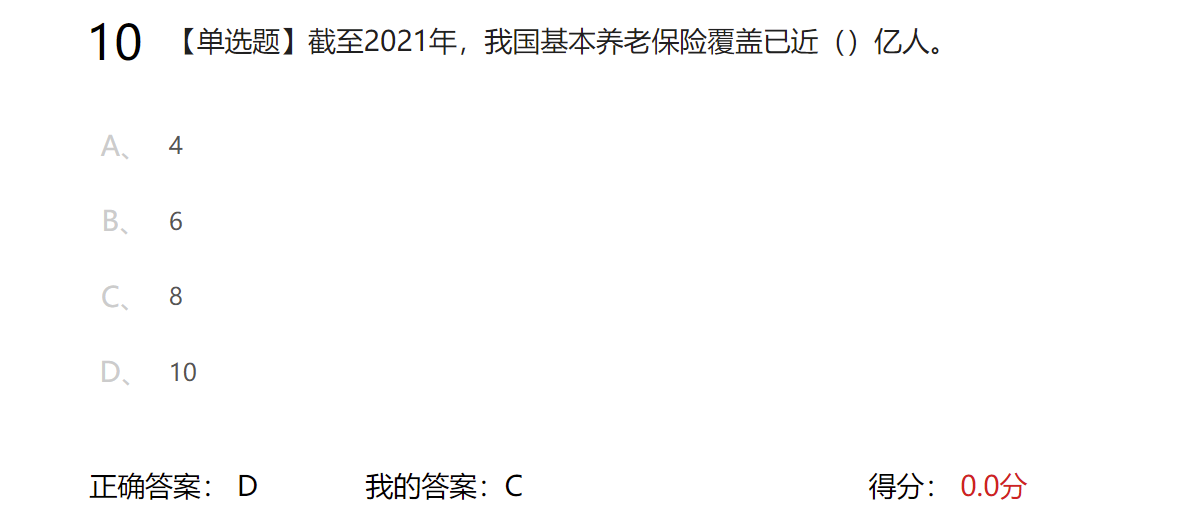 10 【单选题】截至2021年，我国基本养老保险覆盖已近（）亿人。
A、 4
B、 6
C、 8
D、 10
正确答案： D 我的答案：C 得分： 0.0分